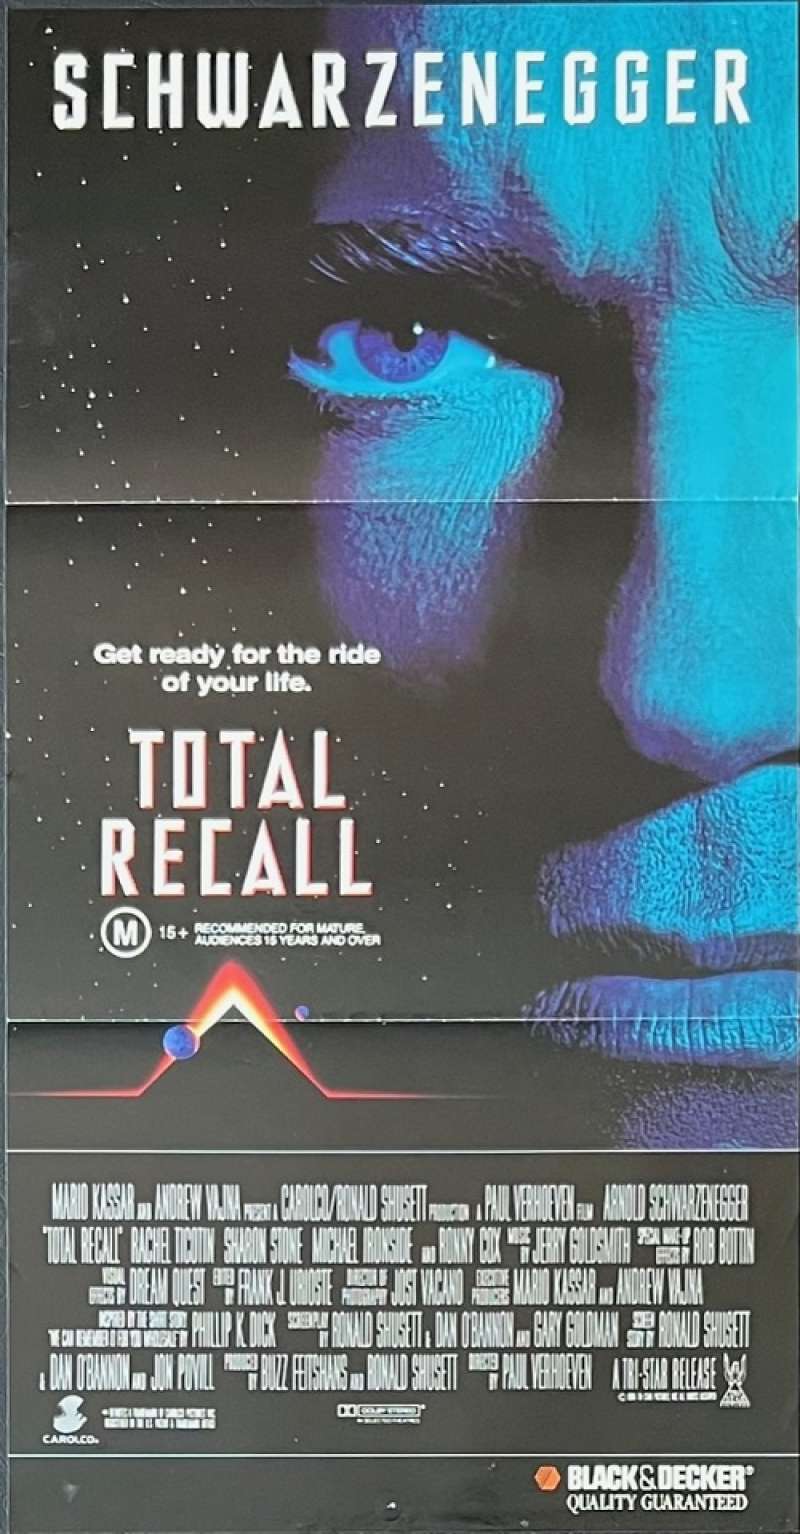 SCHWARZENEGGER
Get ready for the ride
of your life.
TOTAL
RECALL
M 15+ RECOMMENDED FOR MATURE
AUDIENCES 15 YEARS AND OVER
MARIO KASSAR AND ANDREW VAJNA PRESENT A CAROLCO/RONALD SHUSETT PRODUCTION A PAUL VERHOEVEN FILM ARNOLD SCHWARZENEGGER
"TOTAL RECALL" RACHEL TICOTIN SHARON STONE MICHAEL IRONSIDE AND RONNY COX MUSIC BY JERRY GOLDSMITH SPECIAL MAKE-UP EFFECTS BY ROB BOTTIN
VISUAL EFFECTS BY DREAM QUEST EDITED BY FRANK J. URIOSTE DIRECTOR OF PHOTOGRAPHY JOST VACANO EXECUTIVE PRODUCERS MARIO KASSAR AND ANDREW VAJNA
INSPIRED BY THE SHORT STORY "WE CAN REMEMBER IT FOR YOU WHOLESALE" BY PHILLIP K. DICK SCREENPLAY BY RONALD SHUSETT & DAN O'BANNON AND GARY GOLDMAN SCREEN STORY BY RONALD SHUSETT
& DAN O'BANNON AND JON POVILL PRODUCED BY BUZZ FEITSHANS AND RONALD SHUSETT DIRECTED BY PAUL VERHOEVEN A TRI-STAR RELEASE
CAROLCO
DOLBY STEREO
IN SELECTED THEATRES
BLACK&DECKER®
QUALITY GUARANTEED